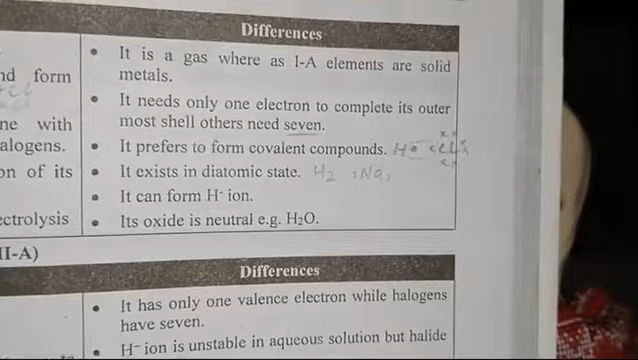 Differences
• It is a gas where as I-A elements are solid
metals.
nd form
• It needs only one electron to complete its outer
most shell others need seven.
ne with
alogens.
• It prefers to form covalent compounds.
on of its
• It exists in diatomic state. H₂ , Na,
• It can form H⁻ ion.
ectrolysis
• Its oxide is neutral e.g. H₂O.
II-A)
Differences
• It has only one valence electron while halogens
have seven.
• H⁻ ion is unstable in aqueous solution but halide